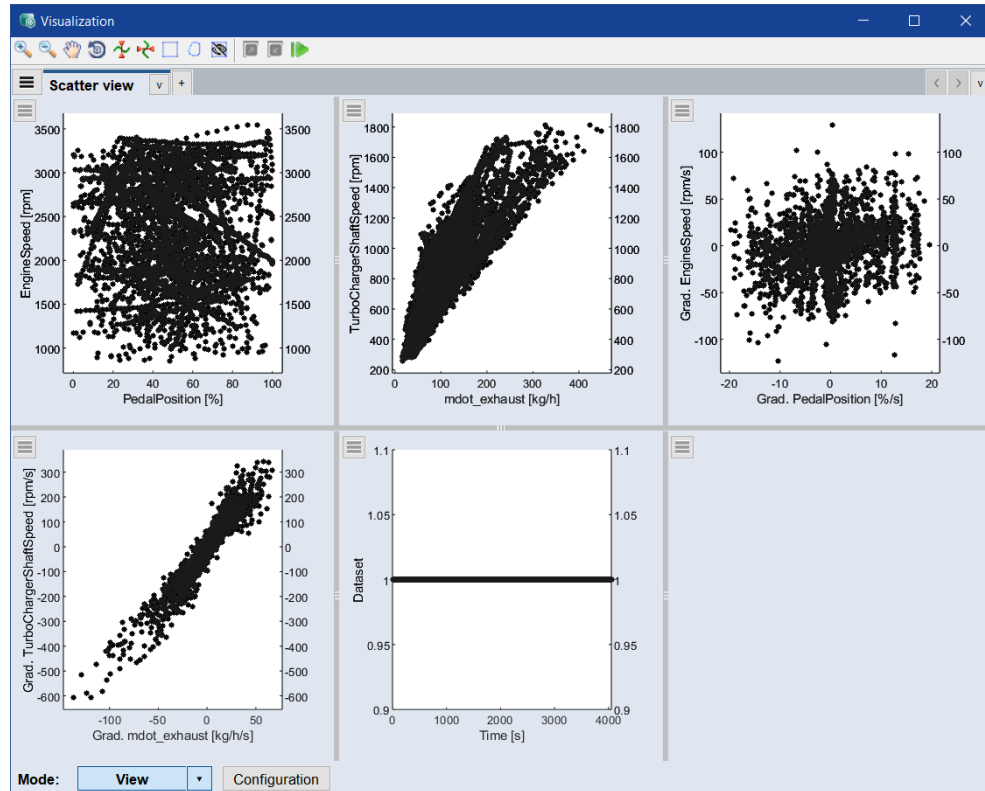 Visualization
Scatter view v + < > v
EngineSpeed [rpm]
3500 3500
3000 3000
2500 2500
2000 2000
1500 1500
1000 1000
0 20 40 60 80 100
PedalPosition [%]
TurboChargerShaftSpeed [rpm]
1800 1800
1600 1600
1400 1400
1200 1200
1000 1000
800 800
600 600
400 400
200 200
0 100 200 300 400
mdot_exhaust [kg/h]
Grad. EngineSpeed [rpm/s]
100 100
50 50
0 0
-50 -50
-100 -100
-20 -10 0 10 20
Grad. PedalPosition [%/s]
Grad. TurboChargerShaftSpeed [rpm/s]
300 300
200 200
100 100
0 0
-100 -100
-200 -200
-300 -300
-400 -400
-500 -500
-600 -600
-100 -50 0 50
Grad. mdot_exhaust [kg/h/s]
Dataset
1.1 1.1
1.05 1.05
1 1
0.95 0.95
0.9 0.9
0 1000 2000 3000 4000
Time [s]
Mode: View Configuration